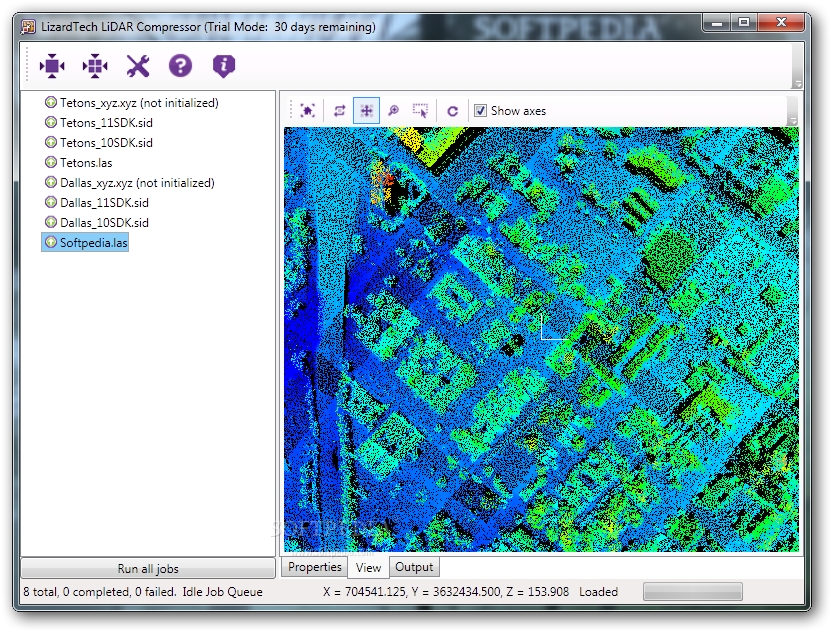 LizardTech LiDAR Compressor (Trial Mode:  30 days remaining)
SOFTPEDIA
Tetons_xyz.xyz (not initialized)
Tetons_11SDK.sid
Tetons_10SDK.sid
Tetons.las
Dallas_xyz.xyz (not initialized)
Dallas_11SDK.sid
Dallas_10SDK.sid
Softpedia.las
Show axes
SOFTPEDIA
Run all jobs
Properties View Output
8 total, 0 completed, 0 failed.  Idle Job Queue X = 704541.125, Y = 3632434.500, Z = 153.908 Loaded